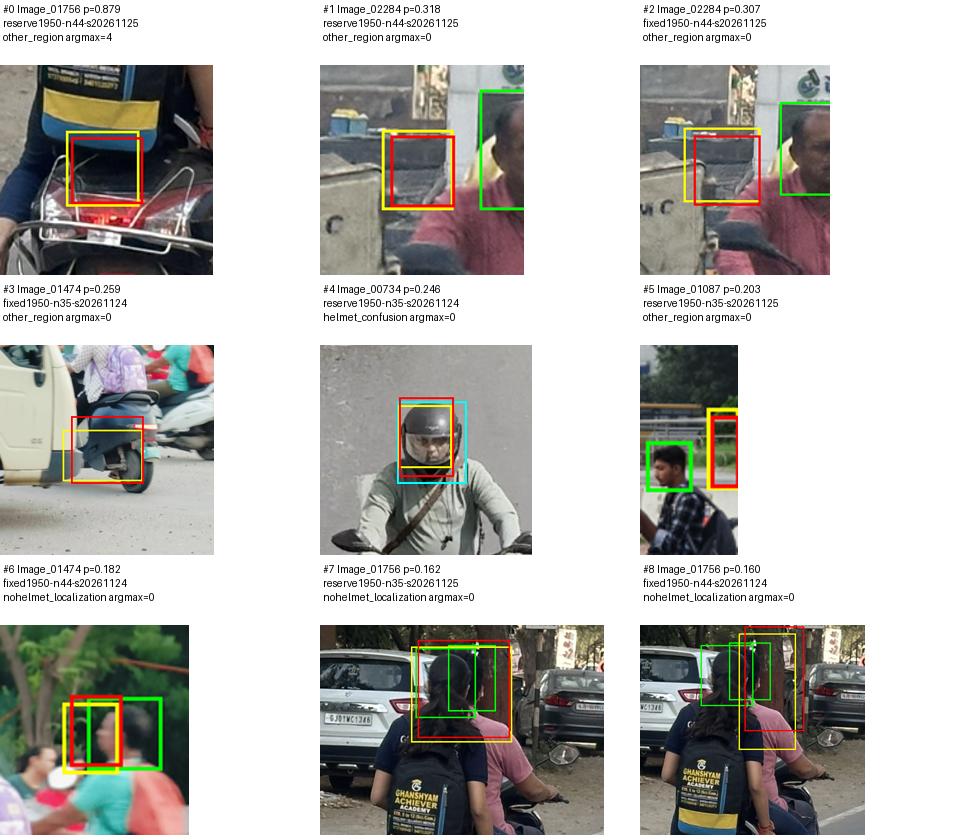 #0 Image_01756 p=0.879
reserve1950-n44-s20261125
other_region argmax=4
#1 Image_02284 p=0.318
reserve1950-n44-s20261125
other_region argmax=0
#2 Image_02284 p=0.307
fixed1950-n44-s20261125
other_region argmax=0
#3 Image_01474 p=0.259
fixed1950-n35-s20261124
other_region argmax=0
#4 Image_00734 p=0.246
reserve1950-n35-s20261124
helmet_confusion argmax=0
#5 Image_01087 p=0.203
reserve1950-n35-s20261125
other_region argmax=0
#6 Image_01474 p=0.182
fixed1950-n44-s20261124
nohelmet_localization argmax=0
#7 Image_01756 p=0.162
reserve1950-n35-s20261125
nohelmet_localization argmax=0
#8 Image_01756 p=0.160
fixed1950-n44-s20261124
nohelmet_localization argmax=0
GHANSHYAM
ACHIEVER
ACADEMY
GHANSHYAM
ACHIEVER
ACADEMY